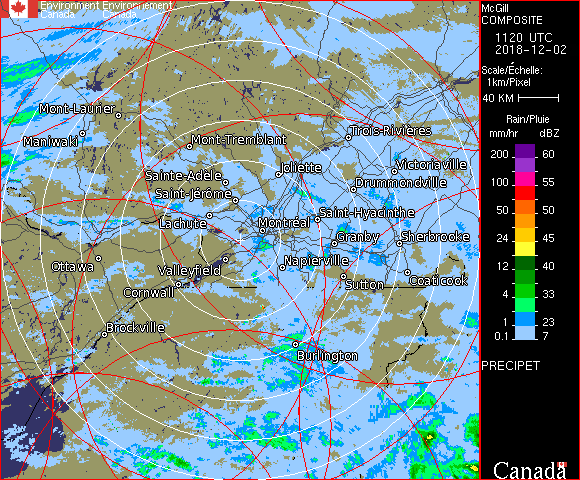 Environment Environnement
Canada Canada
McGill
COMPOSITE
1120 UTC
2018-12-02
Scale/Échelle:
1km/Pixel
40 KM
Rain/Pluie
mm/hr dBZ
200 60
100 55
50 50
24 45
12 40
4 33
1 23
0.1 7
PRECIPET
Canada
Mont-Laurier
Maniwaki
Mont-Tremblant
Trois-Rivières
Sainte-Adèle
Joliette
Victoriaville
Saint-Jérôme
Drummondville
Lachute
Montréal
Saint-Hyacinthe
Granby
Sherbrooke
Ottawa
Valleyfield
Napierville
Cornwall
Sutton
Coaticook
Brockville
Burlington